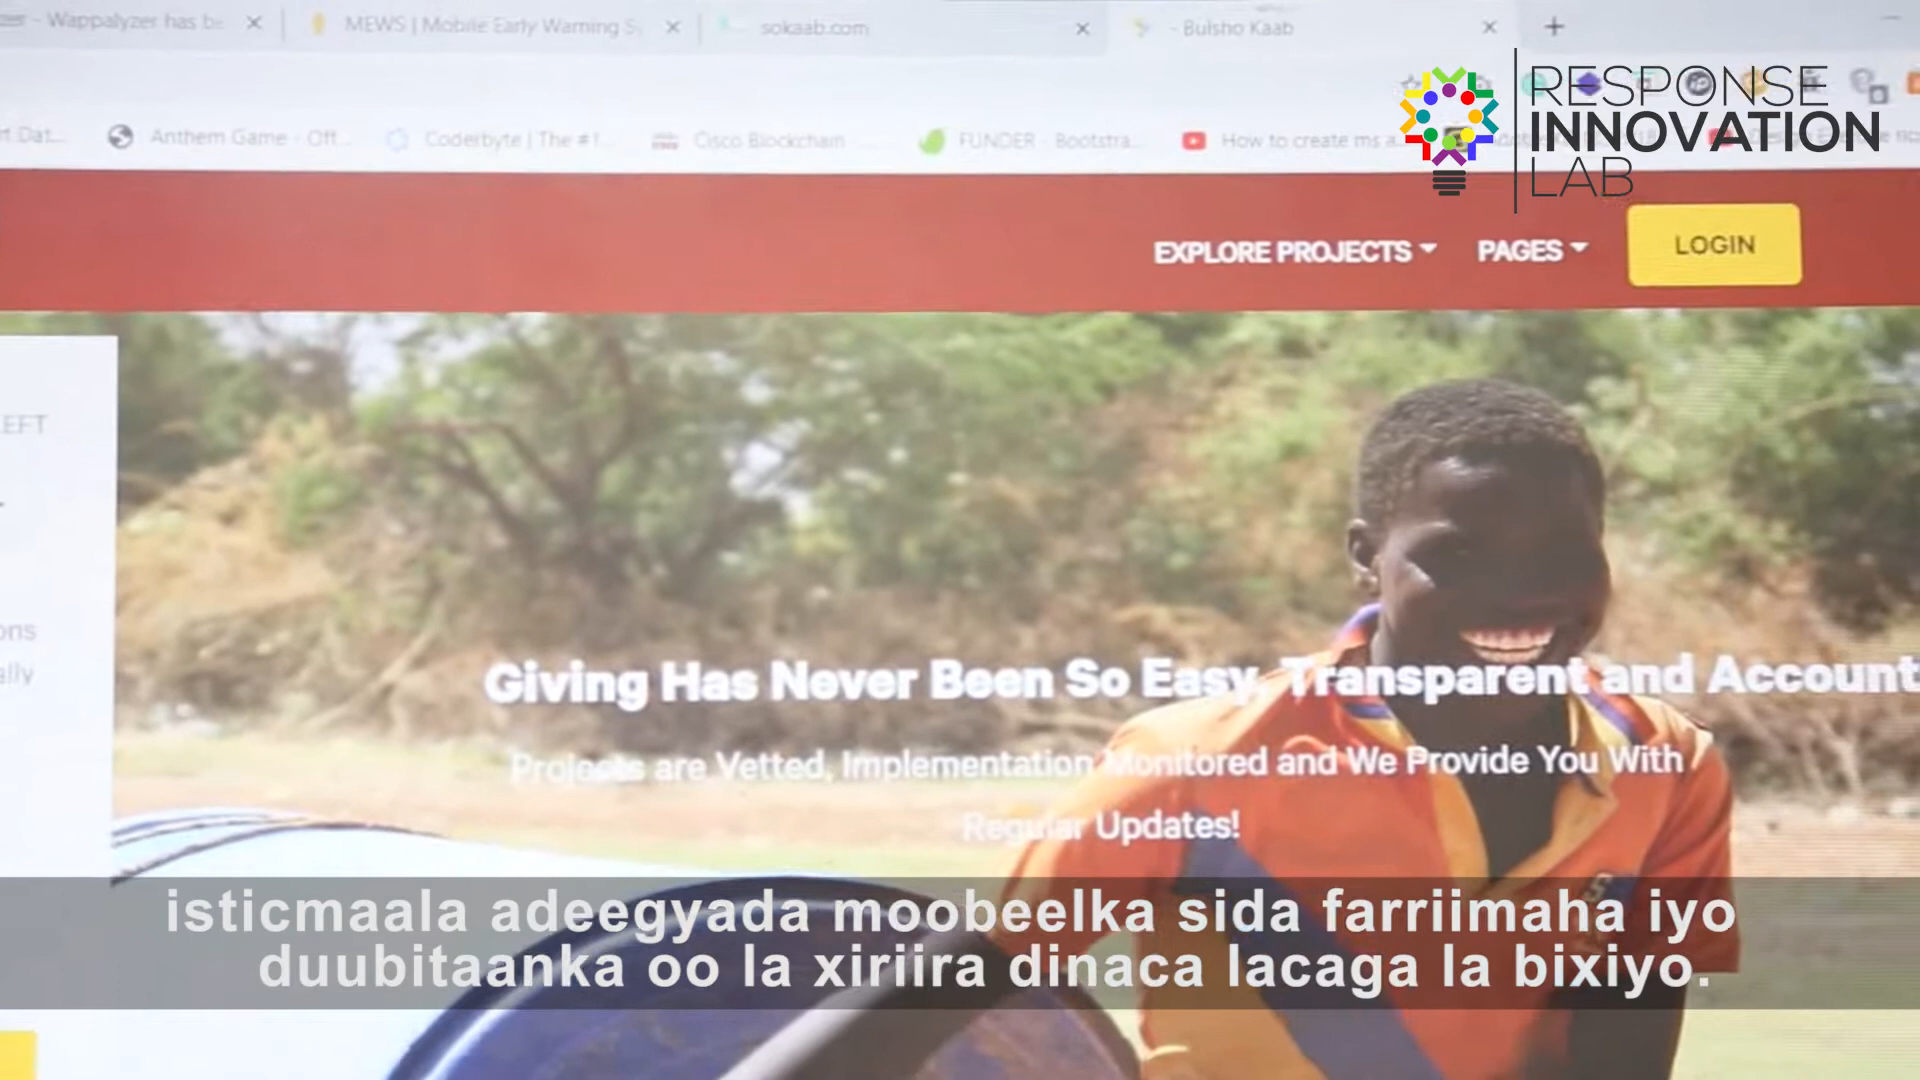 - Wappalyzer has be
MEWS | Mobile Early Warning S
sokaab.com
- Bulsho Kaab
RESPONSE
INNOVATION
LAB
Anthem Game - Off...
Coderbyte | The #1...
Cisco Blockchain - ...
FUNDER - Bootstra...
How to create ms a
EXPLORE PROJECTS
PAGES
LOGIN
EFT
ons
ally
Giving Has Never Been So Easy, Transparent and Account
Projects are Vetted, Implementation Monitored and We Provide You With
Regular Updates!
isticmaala adeegyada moobeelka sida farriimaha iyo
duubitaanka oo la xiriira dinaca lacaga la bixiyo.